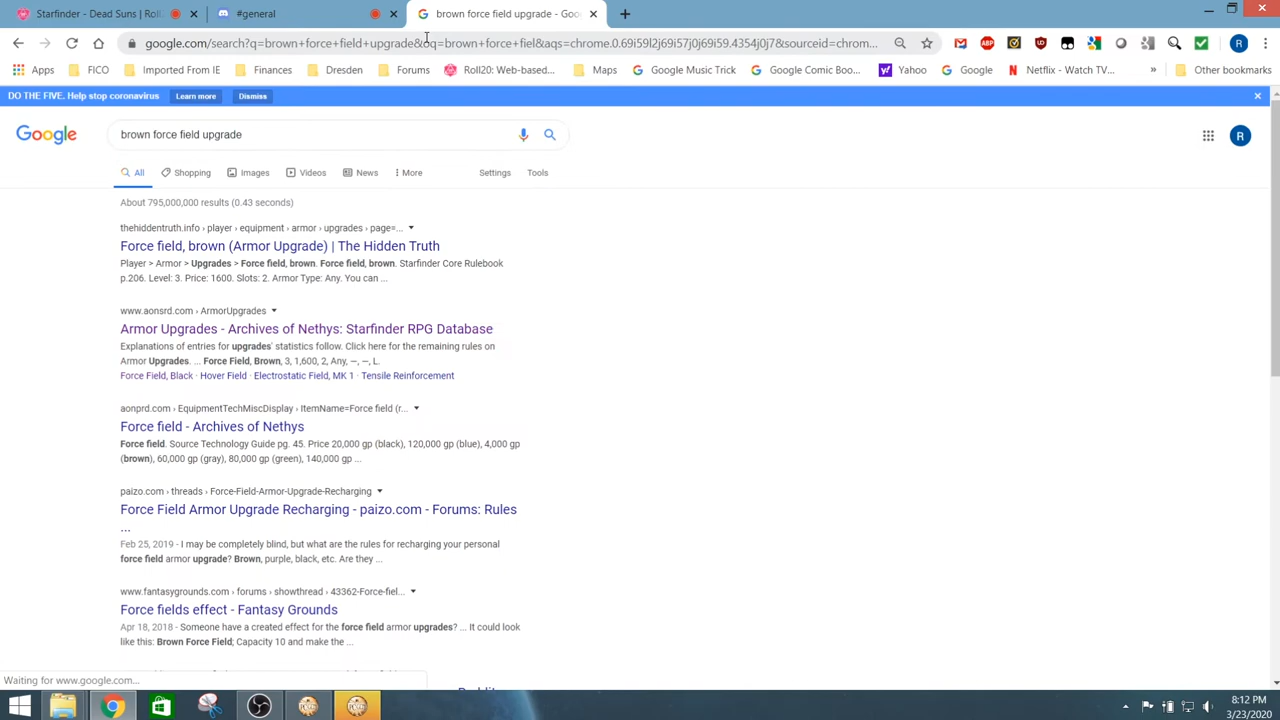 Starfinder - Dead Suns | Roll
#general
brown force field upgrade - Goo
google.com/search?q=brown+force+field+upgrade&oq=brown+force+fiel&aqs=chrome.0.69i59l2j69i57j0j69i59.4354j0j7&sourceid=chrom...
ABP
R
Apps
FICO
Imported From IE
Finances
Dresden
Forums
Roll20: Web-based...
Maps
Google Music Trick
Google Comic Boo...
Yahoo
Google
Netflix - Watch TV...
»
Other bookmarks
DO THE FIVE. Help stop coronavirus
Learn more
Dismiss
Google
brown force field upgrade
R
All
Shopping
Images
Videos
News
More
Settings
Tools
About 795,000,000 results (0.43 seconds)
thehiddentruth.info › player › equipment › armor › upgrades › page=...
Force field, brown (Armor Upgrade) | The Hidden Truth
Player > Armor > Upgrades > Force field, brown. Force field, brown. Starfinder Core Rulebook
p.206. Level: 3. Price: 1600. Slots: 2. Armor Type: Any. You can ...
www.aonsrd.com › ArmorUpgrades
Armor Upgrades - Archives of Nethys: Starfinder RPG Database
Explanations of entries for upgrades' statistics follow. Click here for the remaining rules on
Armor Upgrades. ... Force Field, Brown, 3, 1,600, 2, Any, —, —, L.
Force Field, Black · Hover Field · Electrostatic Field, MK 1 · Tensile Reinforcement
aonprd.com › EquipmentTechMiscDisplay › ItemName=Force field (r...
Force field - Archives of Nethys
Force field. Source Technology Guide pg. 45. Price 20,000 gp (black), 120,000 gp (blue), 4,000 gp
(brown), 60,000 gp (gray), 80,000 gp (green), 140,000 gp ...
paizo.com › threads › Force-Field-Armor-Upgrade-Recharging
Force Field Armor Upgrade Recharging - paizo.com - Forums: Rules
...
Feb 25, 2019 - I may be completely blind, but what are the rules for recharging your personal
force field armor upgrade? Brown, purple, black, etc. Are they ...
www.fantasygrounds.com › forums › showthread › 43362-Force-fiel...
Force fields effect - Fantasy Grounds
Apr 18, 2018 - Someone have a created effect for the force field armor upgrades? ... It could look
like this: Brown Force Field; Capacity 10 and make the ...
Waiting for www.google.com...
8:12 PM
3/23/2020